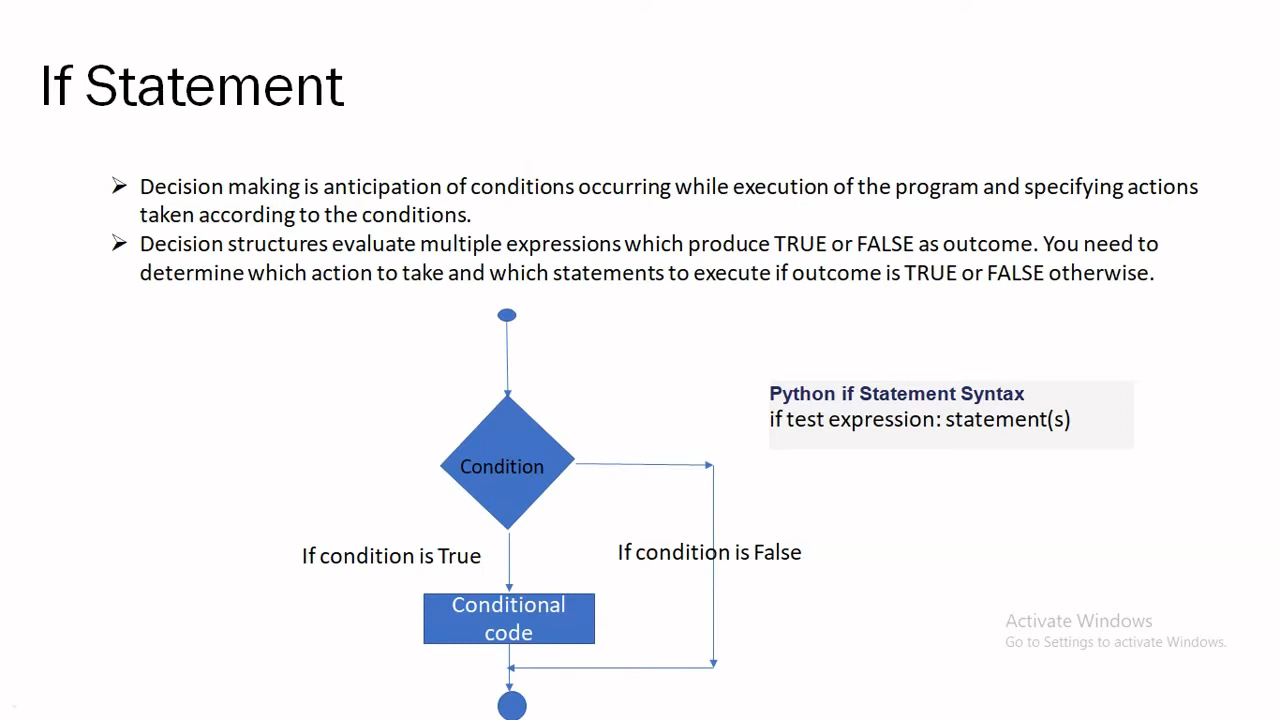 If Statement
Decision making is anticipation of conditions occurring while execution of the program and specifying actions
taken according to the conditions.
Decision structures evaluate multiple expressions which produce TRUE or FALSE as outcome. You need to
determine which action to take and which statements to execute if outcome is TRUE or FALSE otherwise.
Python if Statement Syntax
if test expression: statement(s)
Condition
If condition is True
If condition is False
Conditional
code
Activate Windows
Go to Settings to activate Windows.